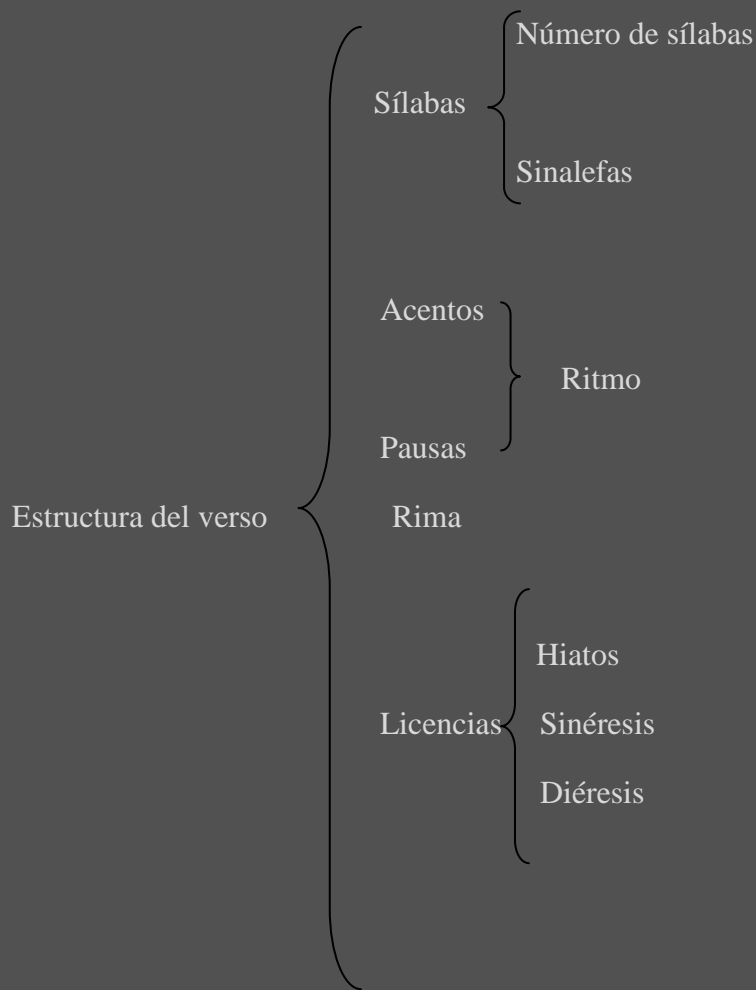 Número de sílabas
Sílabas
Sinalefas
Acentos
Ritmo
Pausas
Estructura del verso
Rima
Hiatos
Licencias
Sinéresis
Diéresis